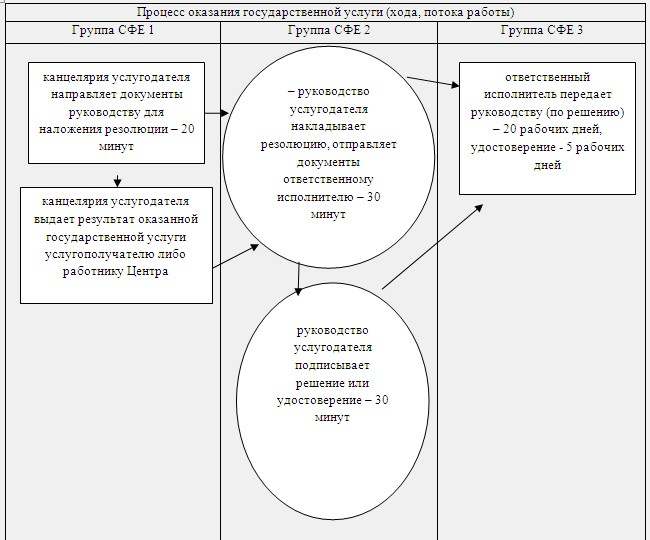 Процесс оказания государственной услуги (хода, потока работы)
Группа СФЕ 1
Группа СФЕ 2
Группа СФЕ 3
канцелярия услугодателя
направляет документы
руководству для
наложения резолюции – 20
минут
канцелярия услугодателя
выдает результат оказанной
государственной услуги
услугополучателю либо
работнику Центра
– руководство
услугодателя
накладывает
резолюцию, отправляет
документы
ответственному
исполнителю – 30
минут
руководство
услугодателя
подписывает
решение или
удостоверение – 30
минут
ответственный
исполнитель передает
руководству (по решению)
– 20 рабочих дней,
удостоверение - 5 рабочих
дней